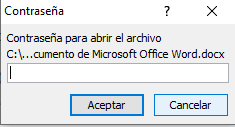 Contraseña
Contraseña para abrir el archivo
C:\...cumento de Microsoft Office Word.docx
Aceptar
Cancelar